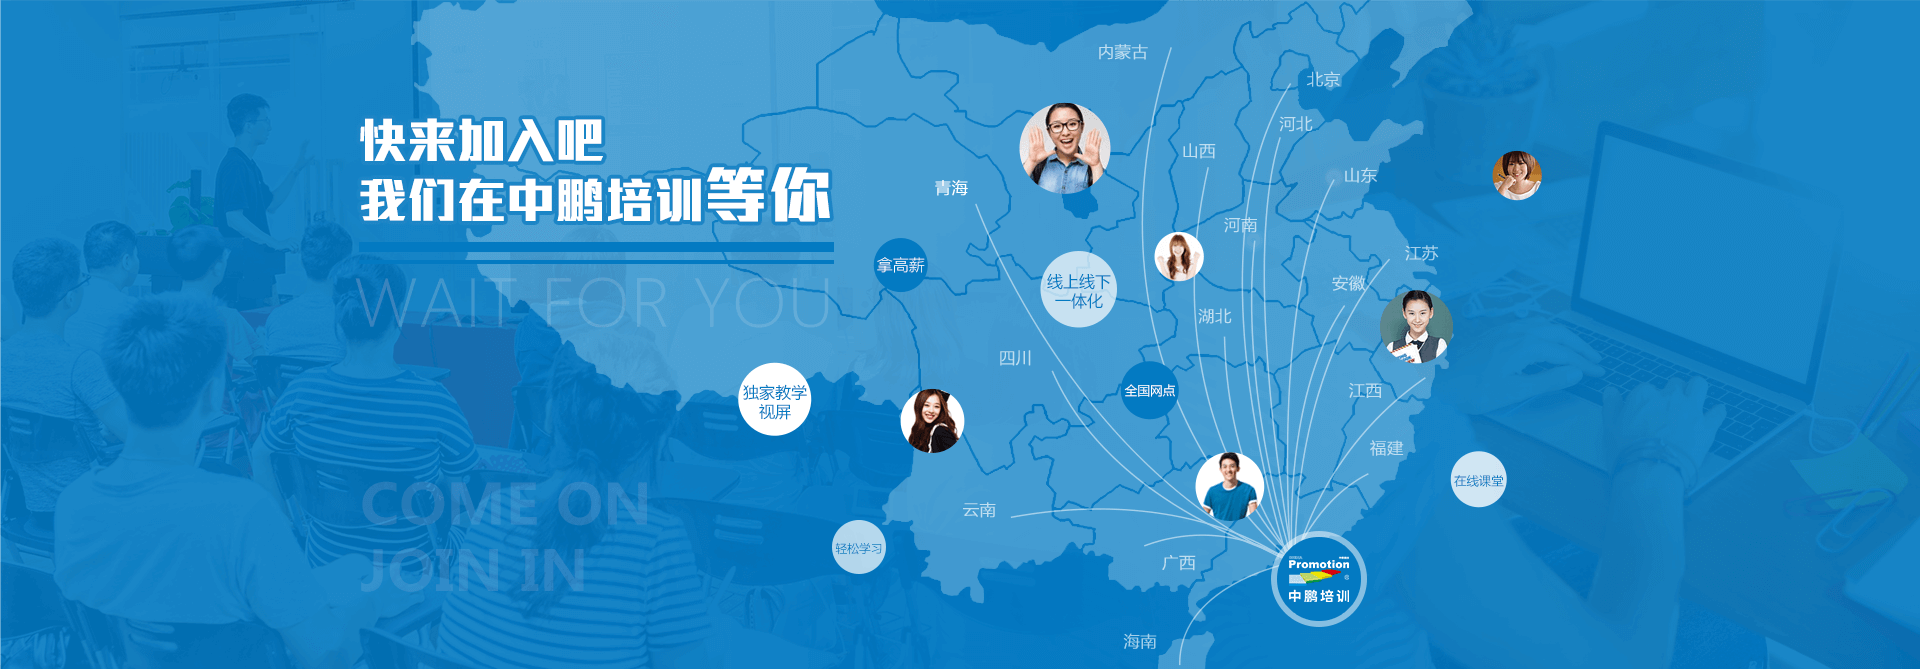 快来加入吧
我们在中鹏培训等你
WAIT FOR YOU
COME ON
JOIN IN
内蒙古
北京
河北
山西
山东
青海
河南
江苏
拿高薪
线上线下
一体化
安徽
湖北
四川
独家教学
视屏
全国网点
江西
福建
在线课堂
云南
轻松学习
广西
Promotion
®
中鹏培训
海南